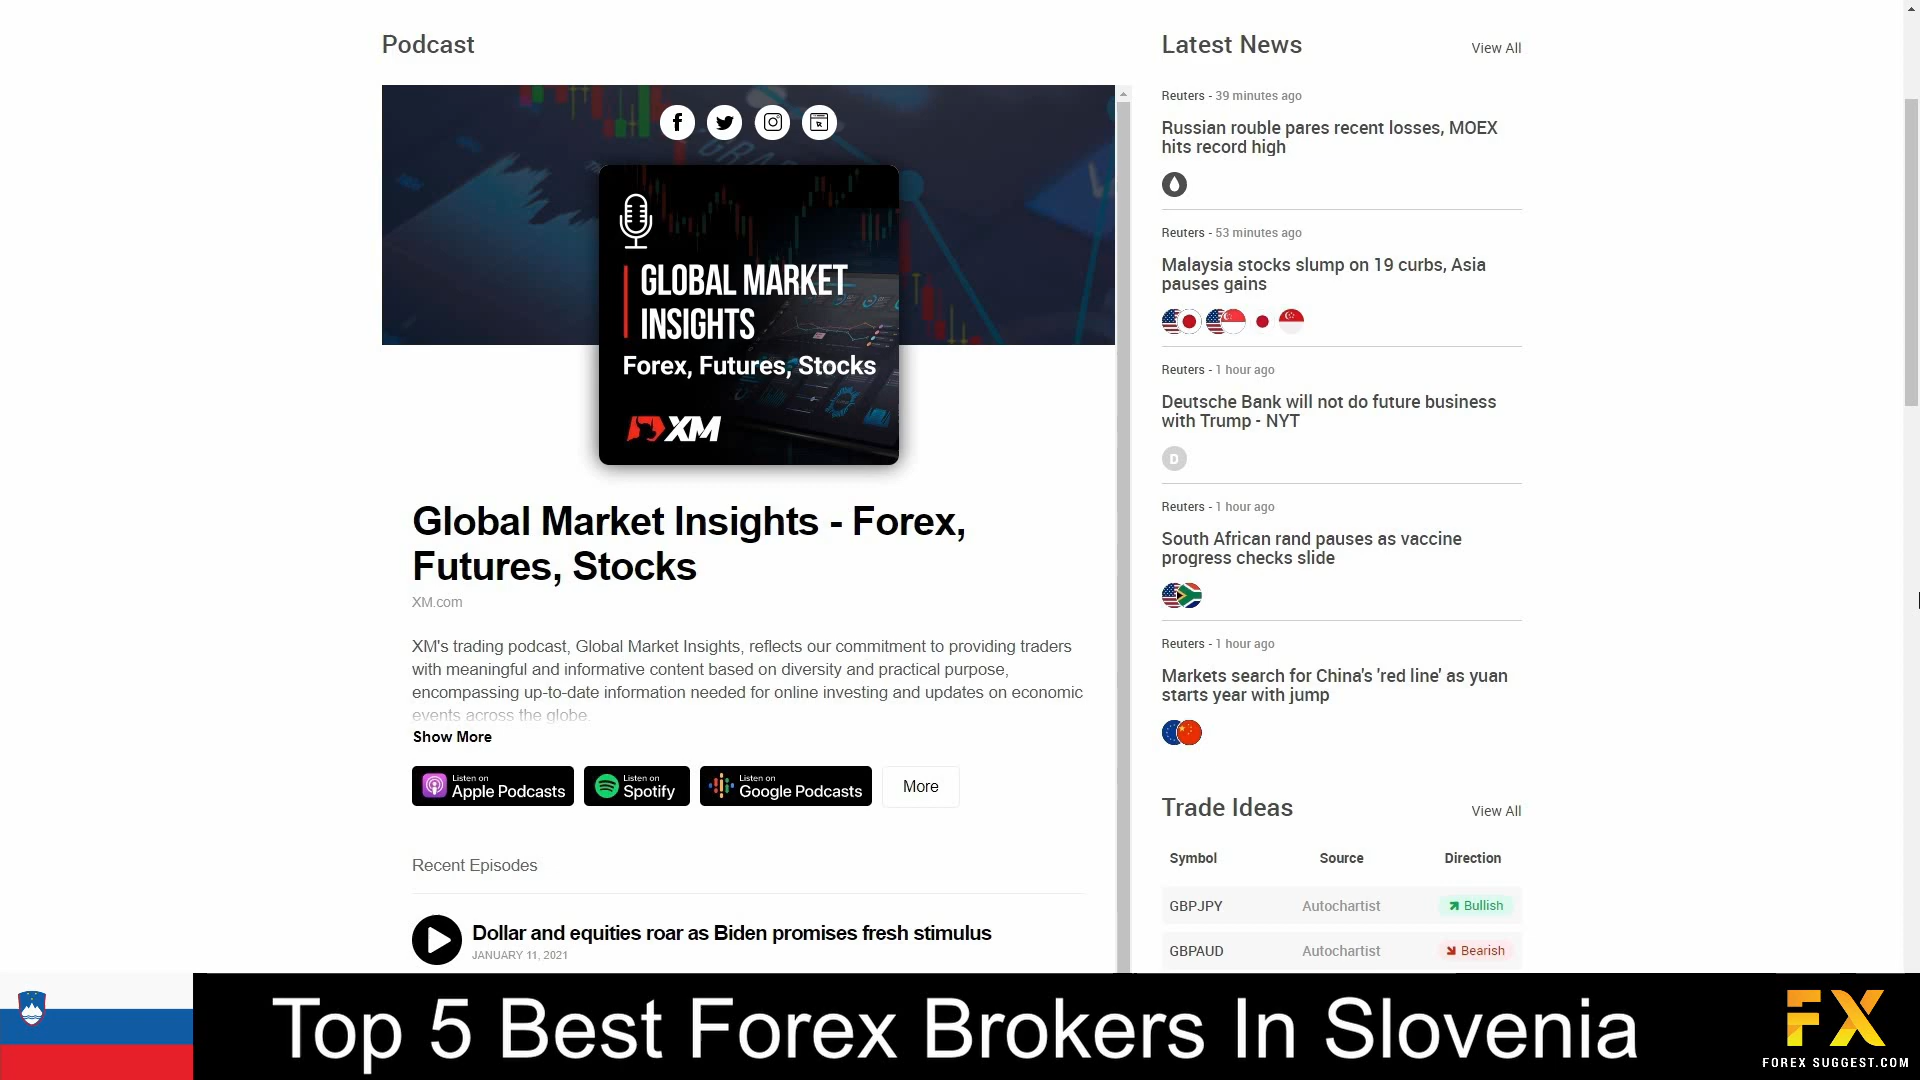 Podcast
GLOBAL MARKET
INSIGHTS
Forex, Futures, Stocks
XM
Global Market Insights - Forex,
Futures, Stocks
XM.com
XM's trading podcast, Global Market Insights, reflects our commitment to providing traders
with meaningful and informative content based on diversity and practical purpose,
encompassing up-to-date information needed for online investing and updates on economic
events across the globe.
Show More
Listen on
Apple Podcasts
Listen on
Spotify
Listen on
Google Podcasts
More
Recent Episodes
Dollar and equities roar as Biden promises fresh stimulus
JANUARY 11, 2021
Latest News
View All
Reuters - 39 minutes ago
Russian rouble pares recent losses, MOEX
hits record high
Reuters - 53 minutes ago
Malaysia stocks slump on 19 curbs, Asia
pauses gains
Reuters - 1 hour ago
Deutsche Bank will not do future business
with Trump - NYT
D
Reuters - 1 hour ago
South African rand pauses as vaccine
progress checks slide
Reuters - 1 hour ago
Markets search for China's 'red line' as yuan
starts year with jump
Trade Ideas
View All
Symbol Source Direction
GBPJPY Autochartist Bullish
GBPAUD Autochartist Bearish
Top 5 Best Forex Brokers In Slovenia
FX
FOREX SUGGEST.COM